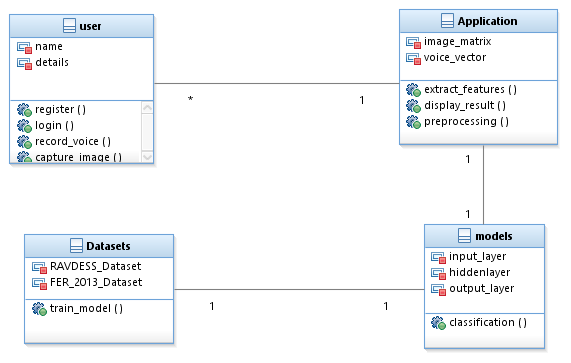 user
name
details
register ()
login ()
record_voice ()
capture_image ()
Application
image_matrix
voice_vector
extract_features ()
display_result ()
preprocessing ()
*
1
1
1
Datasets
RAVDESS_Dataset
FER_2013_Dataset
train_model ()
models
input_layer
hiddenlayer
output_layer
classification ()
1
1